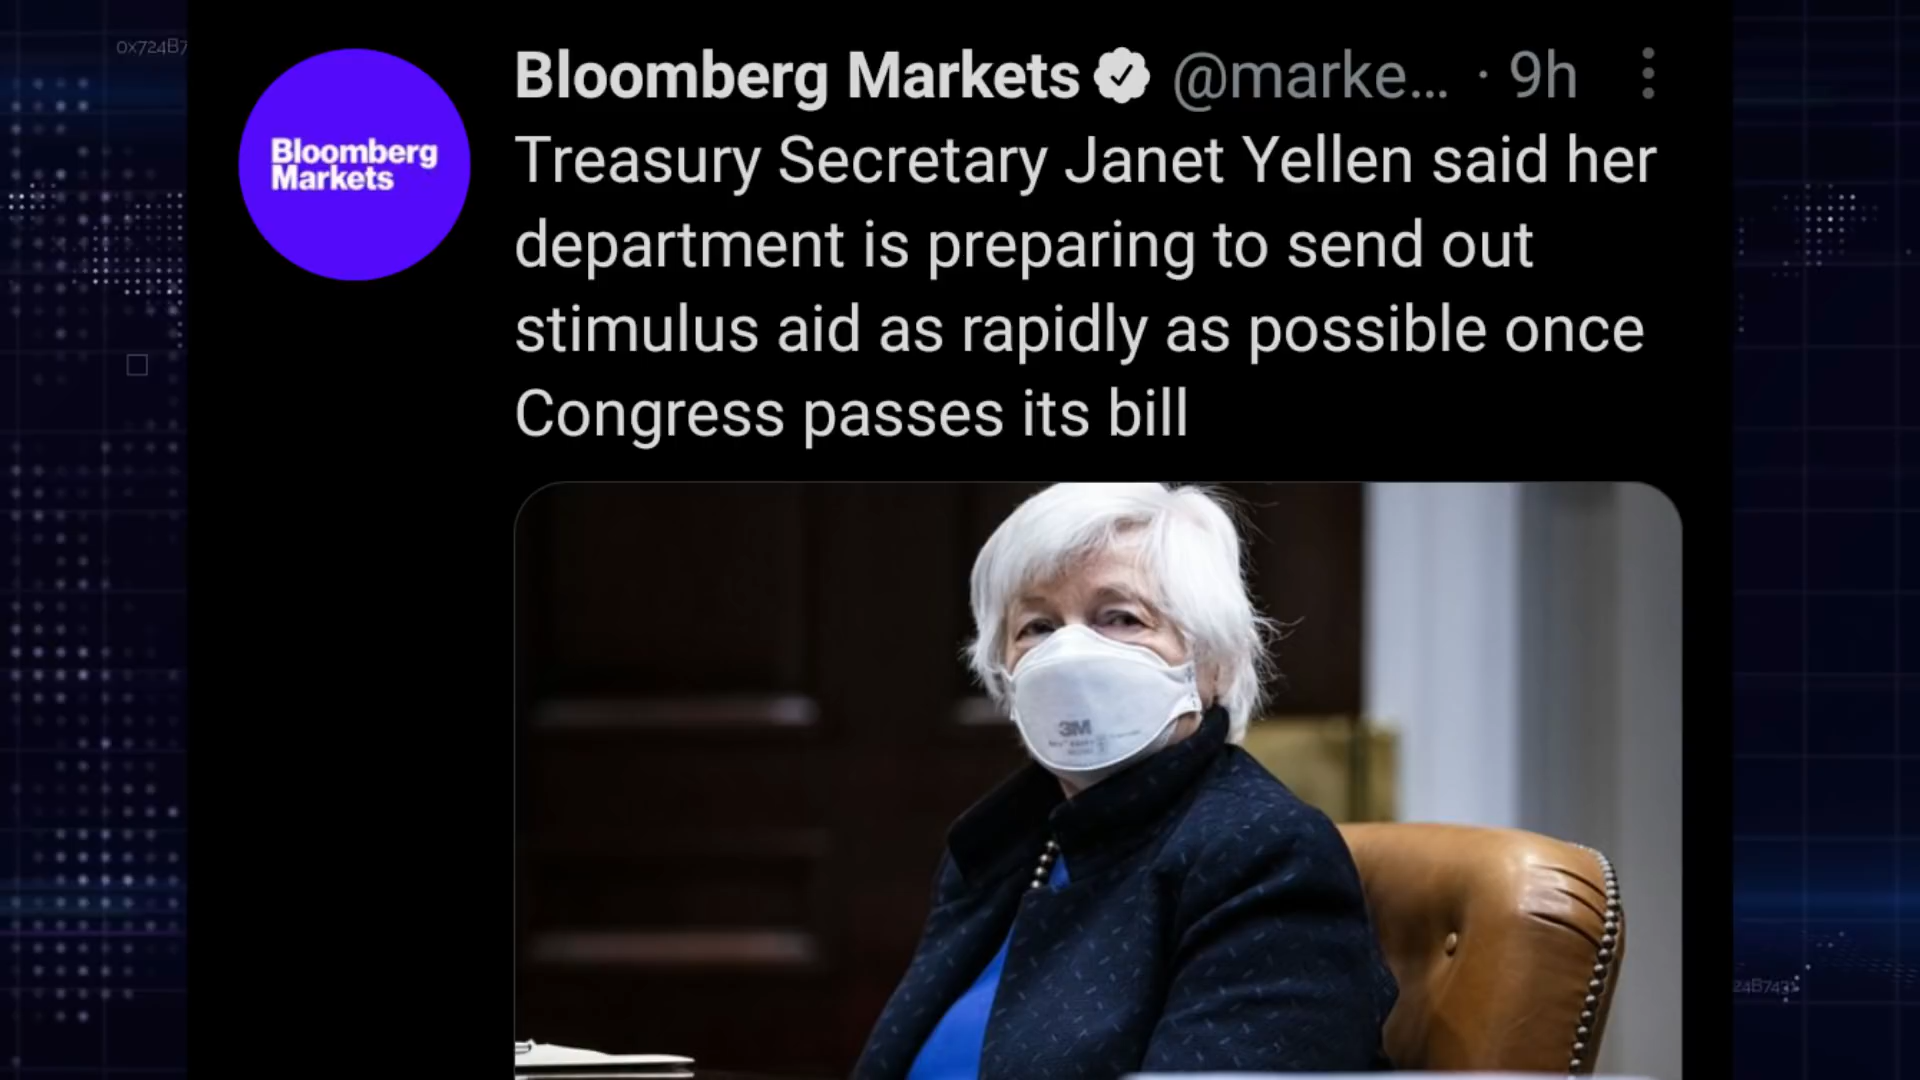 0x724B7
Bloomberg Markets @marke... · 9h
Bloomberg
Markets
Treasury Secretary Janet Yellen said her
department is preparing to send out
stimulus aid as rapidly as possible once
Congress passes its bill
3M